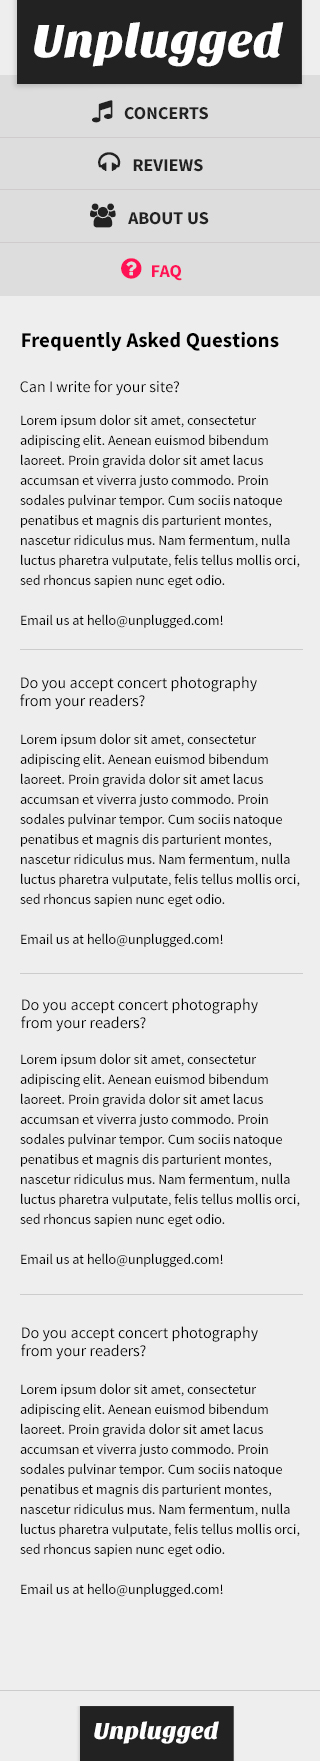 Unplugged
CONCERTS
REVIEWS
ABOUT US
FAQ
Frequently Asked Questions
Can I write for your site?
Lorem ipsum dolor sit amet, consectetur
adipiscing elit. Aenean euismod bibendum
laoreet. Proin gravida dolor sit amet lacus
accumsan et viverra justo commodo. Proin
sodales pulvinar tempor. Cum sociis natoque
penatibus et magnis dis parturient montes,
nascetur ridiculus mus. Nam fermentum, nulla
luctus pharetra vulputate, felis tellus mollis orci,
sed rhoncus sapien nunc eget odio.
Email us at hello@unplugged.com!
Do you accept concert photography
from your readers?
Lorem ipsum dolor sit amet, consectetur
adipiscing elit. Aenean euismod bibendum
laoreet. Proin gravida dolor sit amet lacus
accumsan et viverra justo commodo. Proin
sodales pulvinar tempor. Cum sociis natoque
penatibus et magnis dis parturient montes,
nascetur ridiculus mus. Nam fermentum, nulla
luctus pharetra vulputate, felis tellus mollis orci,
sed rhoncus sapien nunc eget odio.
Email us at hello@unplugged.com!
Do you accept concert photography
from your readers?
Lorem ipsum dolor sit amet, consectetur
adipiscing elit. Aenean euismod bibendum
laoreet. Proin gravida dolor sit amet lacus
accumsan et viverra justo commodo. Proin
sodales pulvinar tempor. Cum sociis natoque
penatibus et magnis dis parturient montes,
nascetur ridiculus mus. Nam fermentum, nulla
luctus pharetra vulputate, felis tellus mollis orci,
sed rhoncus sapien nunc eget odio.
Email us at hello@unplugged.com!
Do you accept concert photography
from your readers?
Lorem ipsum dolor sit amet, consectetur
adipiscing elit. Aenean euismod bibendum
laoreet. Proin gravida dolor sit amet lacus
accumsan et viverra justo commodo. Proin
sodales pulvinar tempor. Cum sociis natoque
penatibus et magnis dis parturient montes,
nascetur ridiculus mus. Nam fermentum, nulla
luctus pharetra vulputate, felis tellus mollis orci,
sed rhoncus sapien nunc eget odio.
Email us at hello@unplugged.com!
Unplugged